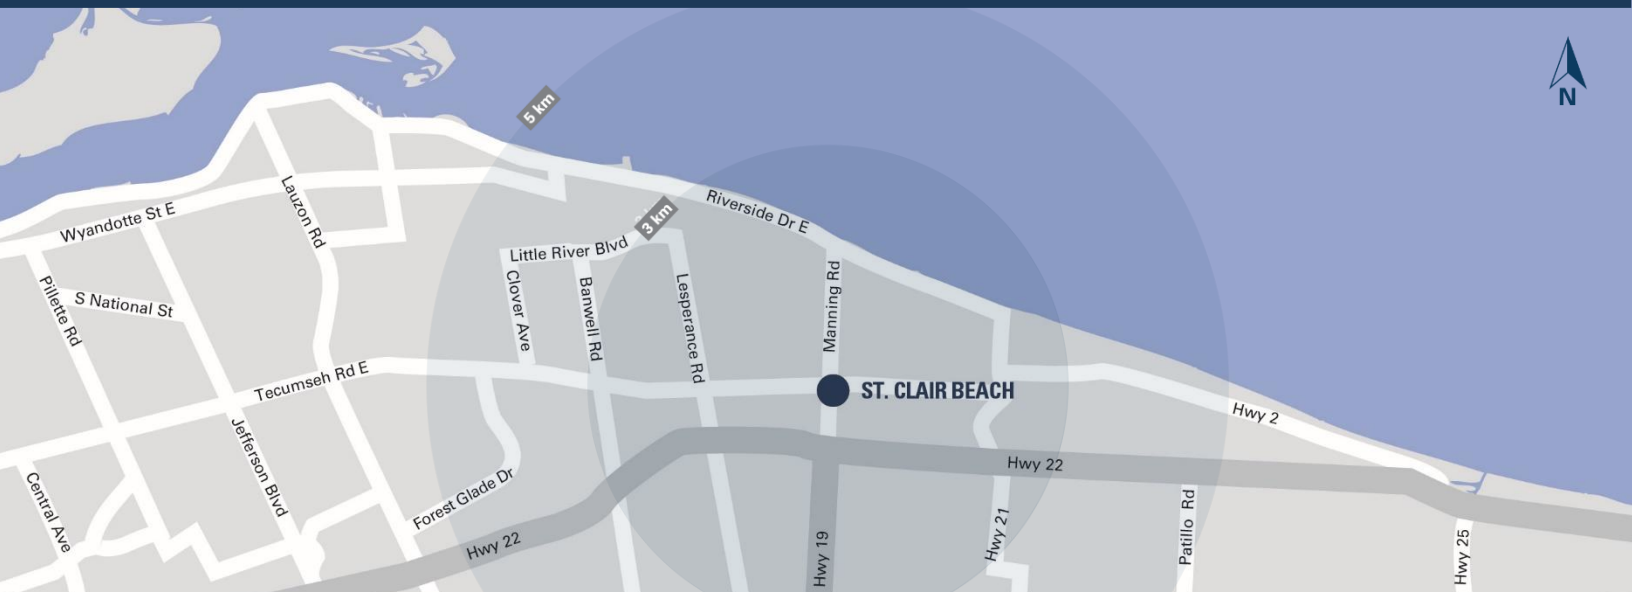 N
5 km
3 km
Riverside Dr E
Lauzon Rd
Wyandotte St E
Little River Blvd
Clover Ave
Banwell Rd
Lesperance Rd
Manning Rd
Pillette Rd
S National St
Tecumseh Rd E
ST. CLAIR BEACH
Hwy 2
Jefferson Blvd
Central Ave
Forest Glade Dr
Hwy 22
Hwy 22
Hwy 19
Hwy 21
Patillo Rd
Hwy 25